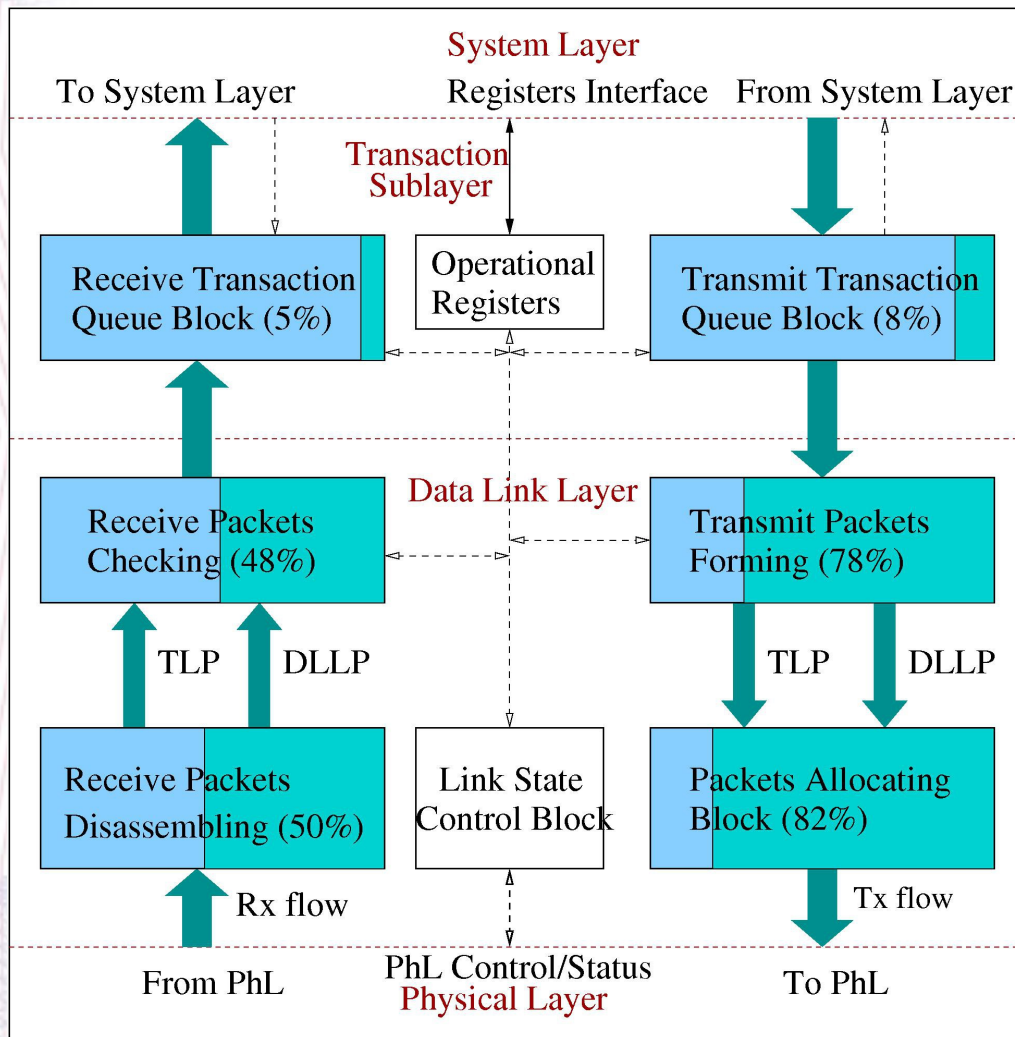 System Layer
To System Layer
Registers Interface
From System Layer
Transaction
Sublayer
Receive Transaction
Queue Block (5%)
Operational
Registers
Transmit Transaction
Queue Block (8%)
Data Link Layer
Receive Packets
Checking (48%)
Transmit Packets
Forming (78%)
TLP
DLLP
TLP
DLLP
Receive Packets
Disassembling (50%)
Link State
Control Block
Packets Allocating
Block (82%)
Rx flow
Tx flow
From PhL
PhL Control/Status
To PhL
Physical Layer